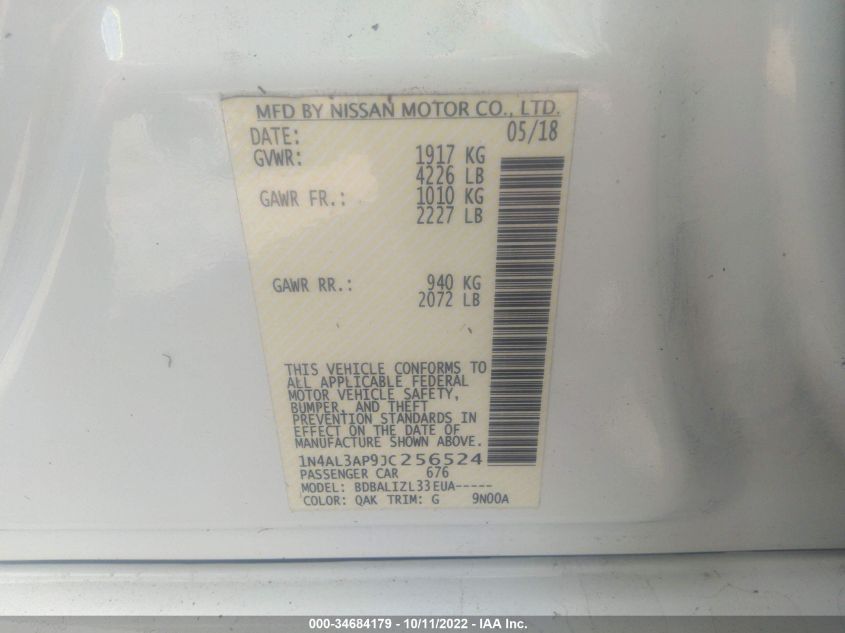 MFD BY NISSAN MOTOR CO., LTD.
DATE: 05/18
GVWR: 1917 KG
4226 LB
GAWR FR.: 1010 KG
2227 LB
GAWR RR.: 940 KG
2072 LB
THIS VEHICLE CONFORMS TO
ALL APPLICABLE FEDERAL
MOTOR VEHICLE SAFETY,
BUMPER, AND THEFT
PREVENTION STANDARDS IN
EFFECT ON THE DATE OF
MANUFACTURE SHOWN ABOVE.
1N4AL3AP9JC256524
PASSENGER CAR 676
MODEL: BDBALIZL33EUA-----
COLOR: QAK TRIM: G 9N00A
000-34684179 - 10/11/2022 - IAA Inc.